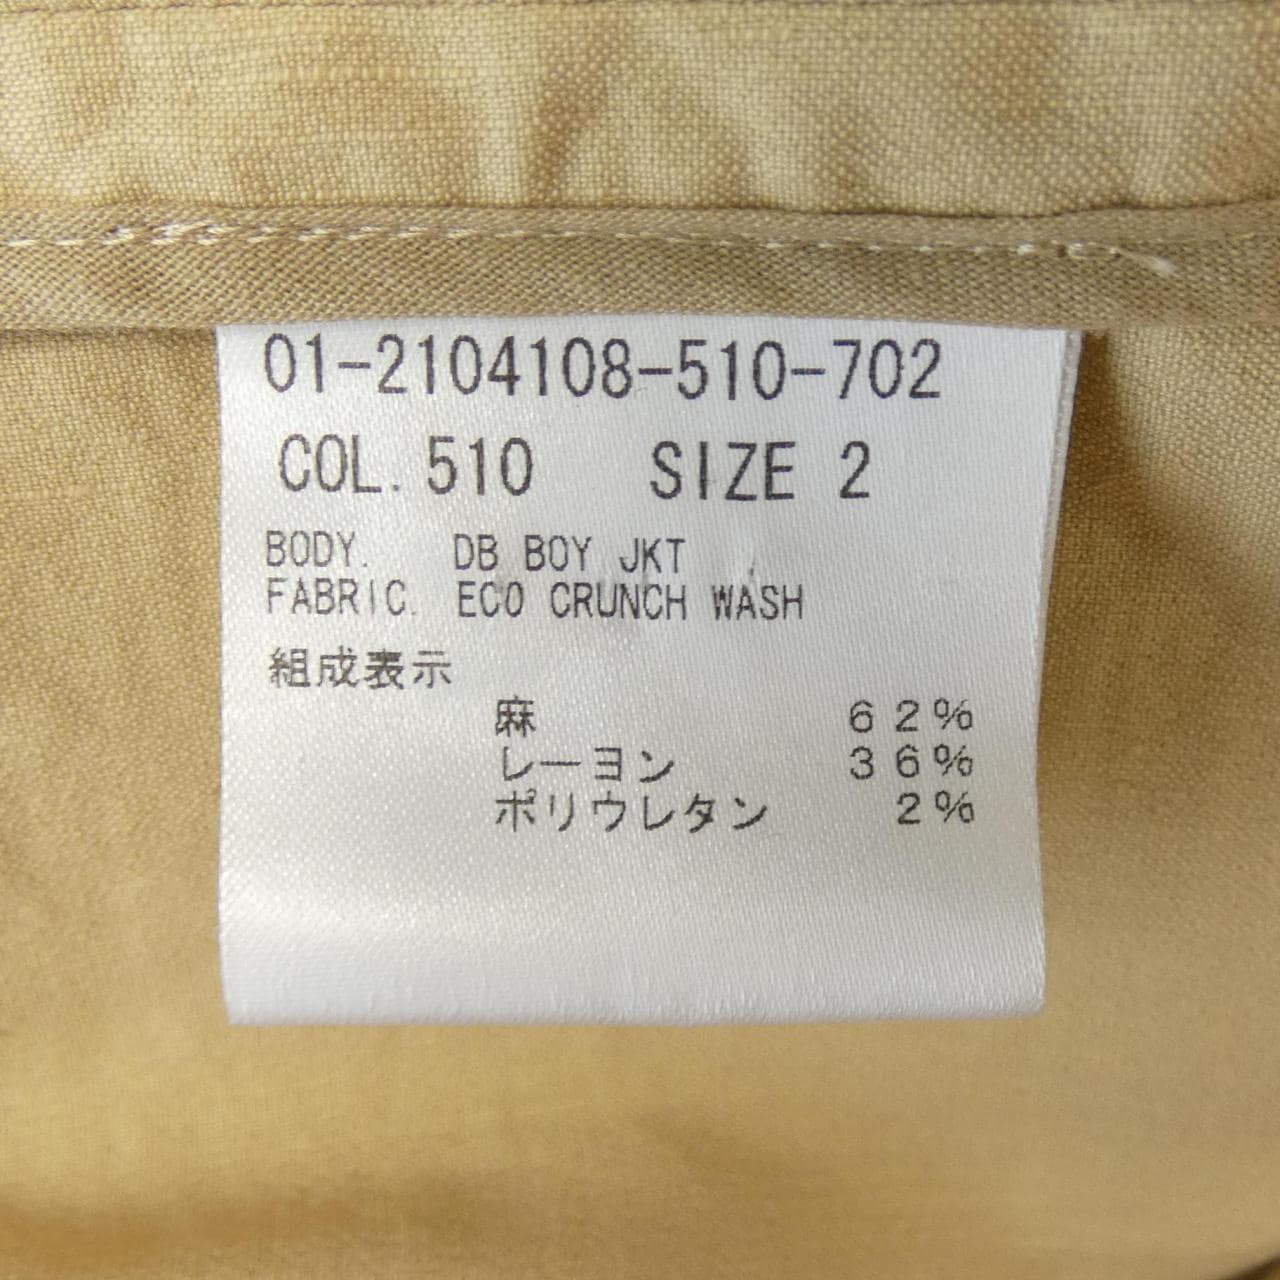 01-2104108-510-702
COL. 510 SIZE 2
BODY. DB BOY JKT
FABRIC. ECO CRUNCH WASH
組成表示
麻 62%
レーヨン 36%
ポリウレタン 2%